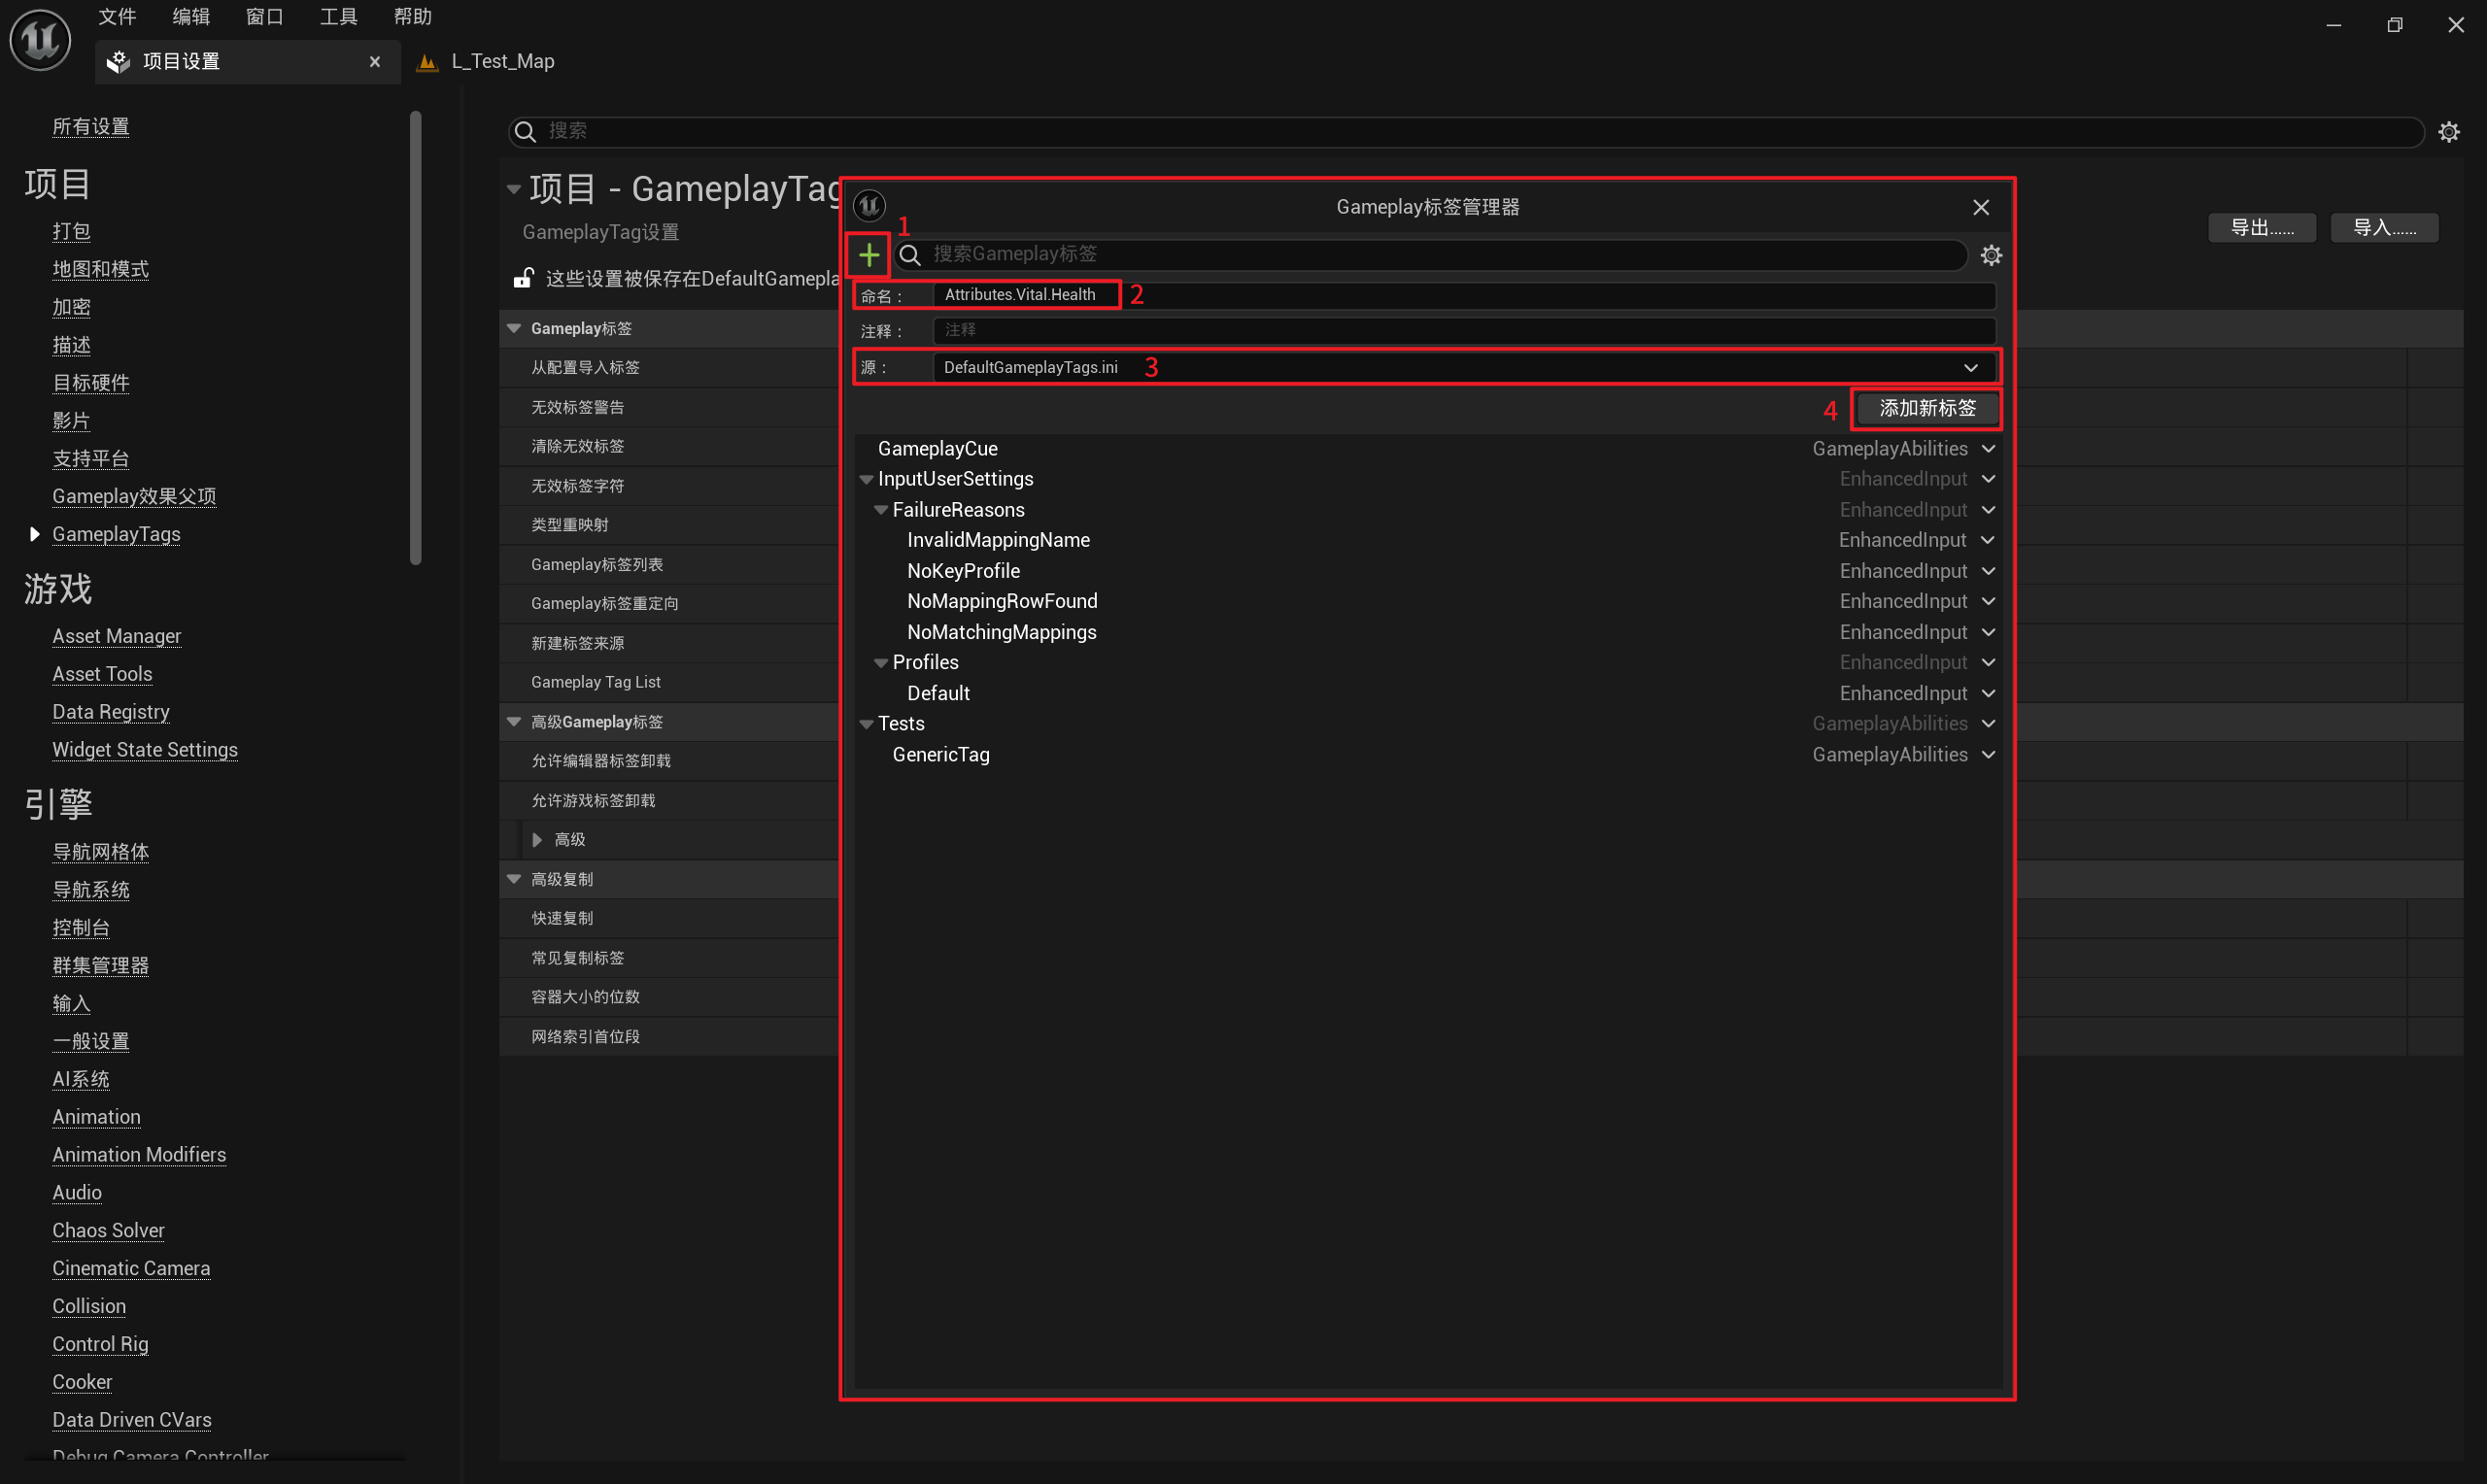 文件 编辑 窗口 工具 帮助
项目设置
L_Test_Map
所有设置
项目
打包
地图和模式
加密
描述
目标硬件
影片
支持平台
Gameplay效果父项
GameplayTags
游戏
Asset Manager
Asset Tools
Data Registry
Widget State Settings
引擎
导航网格体
导航系统
控制台
群集管理器
输入
一般设置
AI系统
Animation
Animation Modifiers
Audio
Chaos Solver
Cinematic Camera
Collision
Control Rig
Cooker
Data Driven CVars
Debug Camera Controller
搜索
项目 - GameplayTag
GameplayTag设置
导出...... 导入......
这些设置被保存在DefaultGamepla
Gameplay标签
从配置导入标签
无效标签警告
清除无效标签
无效标签字符
类型重映射
Gameplay标签列表
Gameplay标签重定向
新建标签来源
Gameplay Tag List
高级Gameplay标签
允许编辑器标签卸载
允许游戏标签卸载
高级
高级复制
快速复制
常见复制标签
容器大小的位数
网络索引首位段
Gameplay标签管理器
1
搜索Gameplay标签
命名： Attributes.Vital.Health 2
注释： 注释
源： DefaultGameplayTags.ini 3
4 添加新标签
GameplayCue GameplayAbilities
InputUserSettings EnhancedInput
FailureReasons EnhancedInput
InvalidMappingName EnhancedInput
NoKeyProfile EnhancedInput
NoMappingRowFound EnhancedInput
NoMatchingMappings EnhancedInput
Profiles EnhancedInput
Default EnhancedInput
Tests GameplayAbilities
GenericTag GameplayAbilities